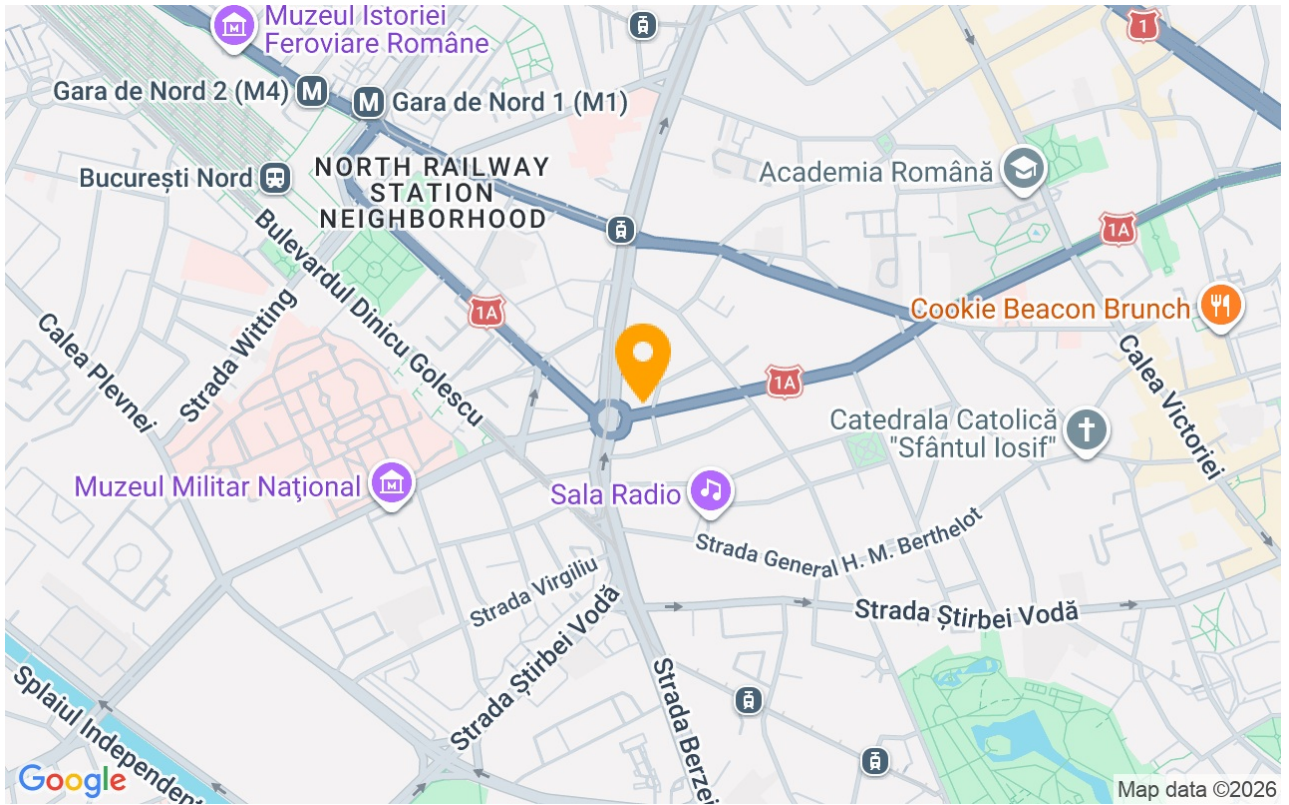 Muzeul Istoriei
Feroviare Române
1
Gara de Nord 2 (M4)
M
M
Gara de Nord 1 (M1)
București Nord
NORTH RAILWAY
STATION
NEIGHBORHOOD
Academia Română
1A
Bulevardul Dinicu Golescu
Strada Witting
Calea Plevnei
1A
Cookie Beacon Brunch
Calea Victoriei
1A
Catedrala Catolică
"Sfântul Iosif"
Muzeul Militar Naţional
Sala Radio
Strada General H. M. Berthelot
Strada Virgiliu
Strada Știrbei Vodă
Strada Știrbei Vodă
Strada Berzei
Splaiul Independent
Google
Map data ©2026